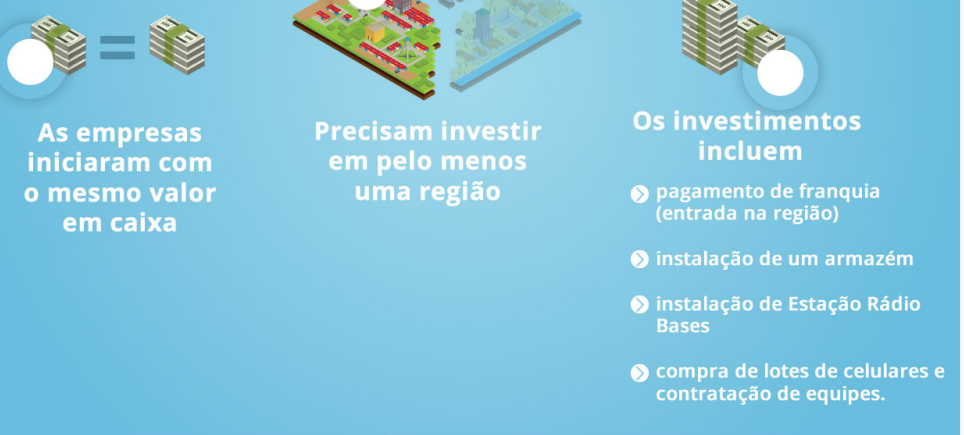 As empresas
iniciaram com
o mesmo valor
em caixa
Precisam investir
em pelo menos
uma região
Os investimentos
incluem
pagamento de franquia
(entrada na região)
instalação de um armazém
instalação de Estação Rádio
Bases
compra de lotes de celulares e
contratação de equipes.